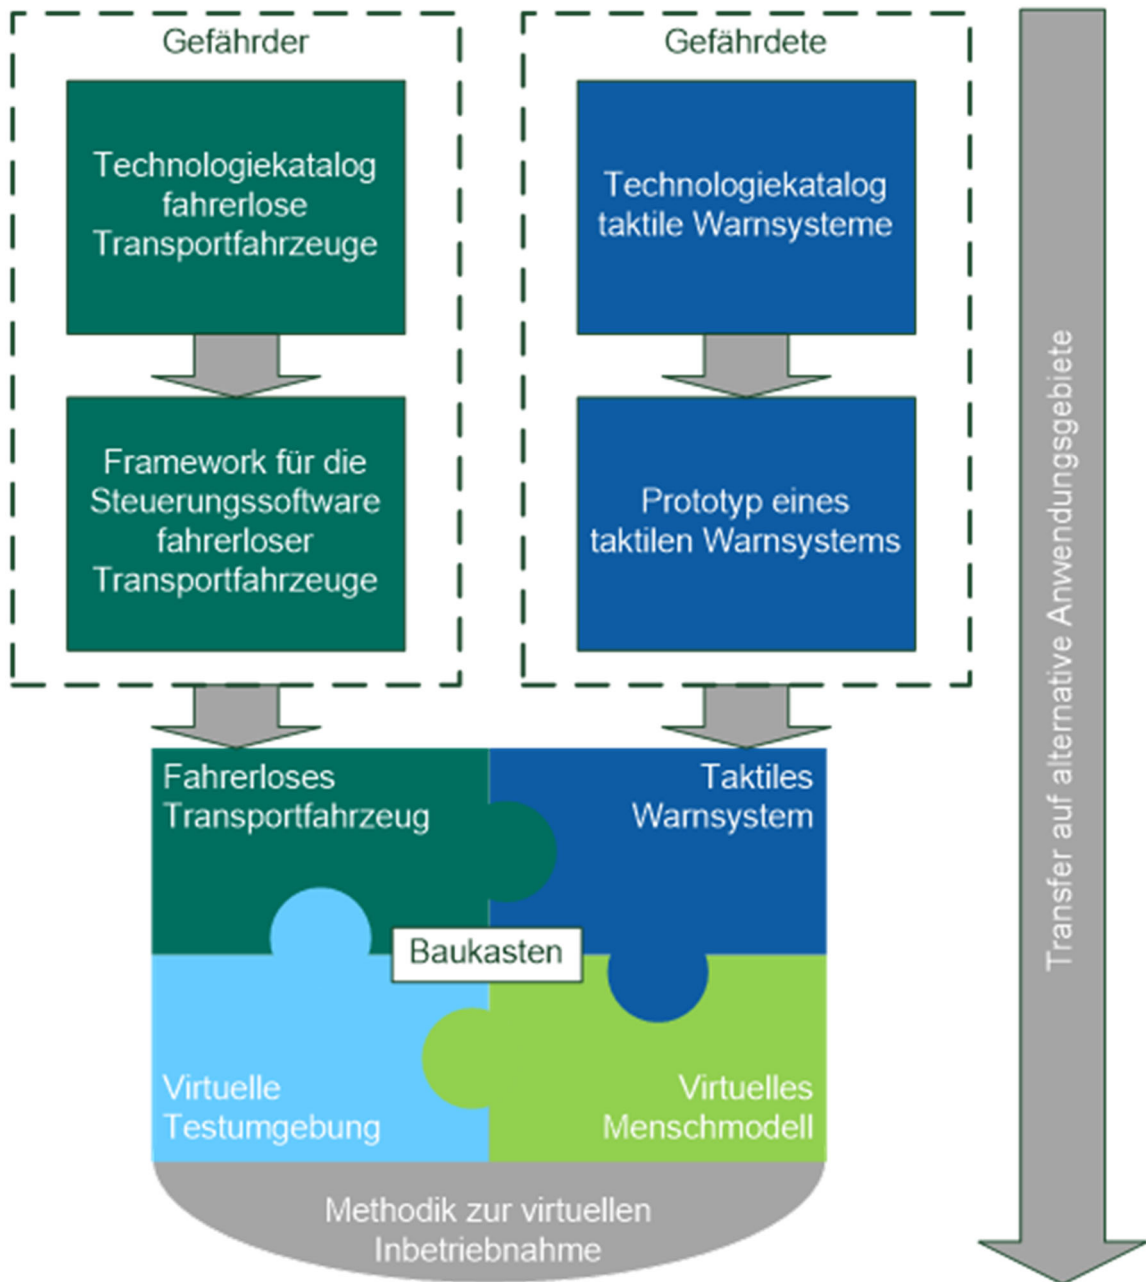 Gefährder
Technologiekatalog
fahrerlose
Transportfahrzeuge
Framework für die
Steuerungssoftware
fahrerloser
Transportfahrzeuge
Gefährdete
Technologiekatalog
taktile Warnsysteme
Prototyp eines
taktilen Warnsystems
Fahrerloses
Transportfahrzeug
Taktiles
Warnsystem
Baukasten
Virtuelle
Testumgebung
Virtuelles
Menschmodell
Methodik zur virtuellen
Inbetriebnahme
Transfer auf alternative Anwendungsgebiete